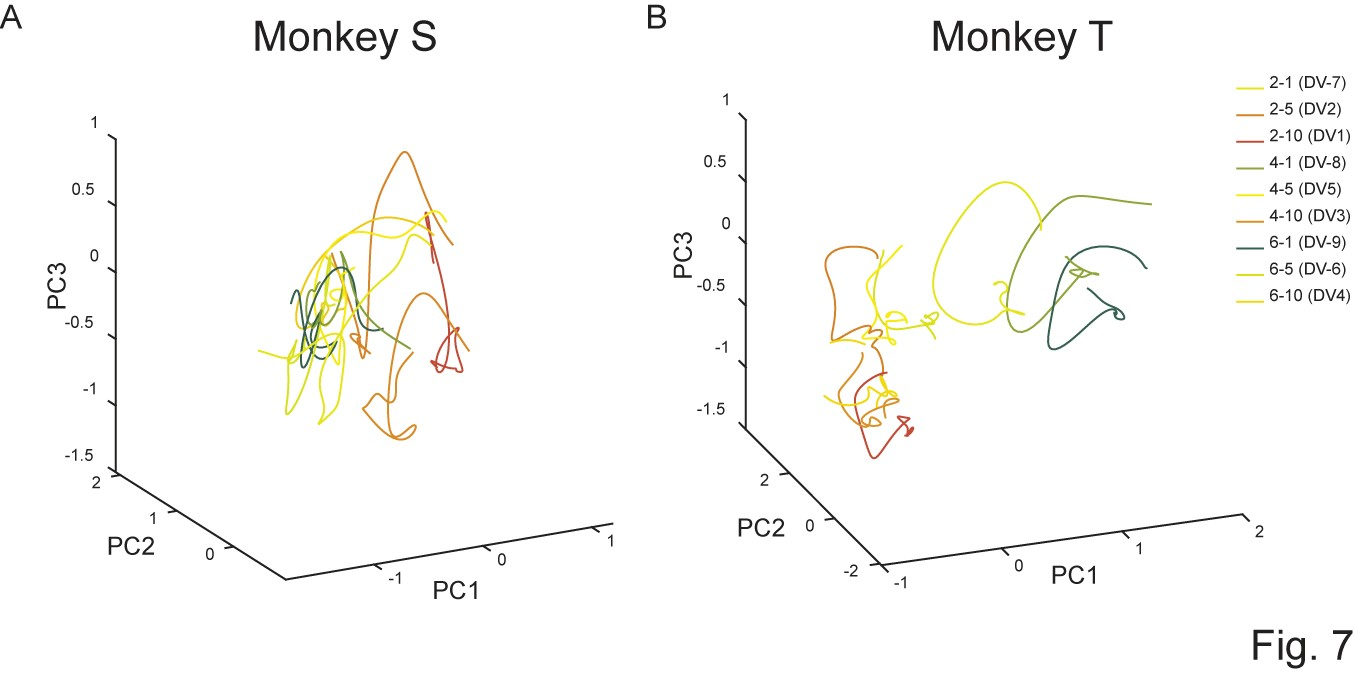 A
Monkey S
1
0.5
0
-0.5
-1
-1.5
PC3
2
1
0
PC2
-1
0
1
PC1
B
Monkey T
1
0.5
0
-0.5
-1
-1.5
PC3
2
0
-2
PC2
-1
0
1
2
PC1
2-1 (DV-7)
2-5 (DV2)
2-10 (DV1)
4-1 (DV-8)
4-5 (DV5)
4-10 (DV3)
6-1 (DV-9)
6-5 (DV-6)
6-10 (DV4)
Fig. 7